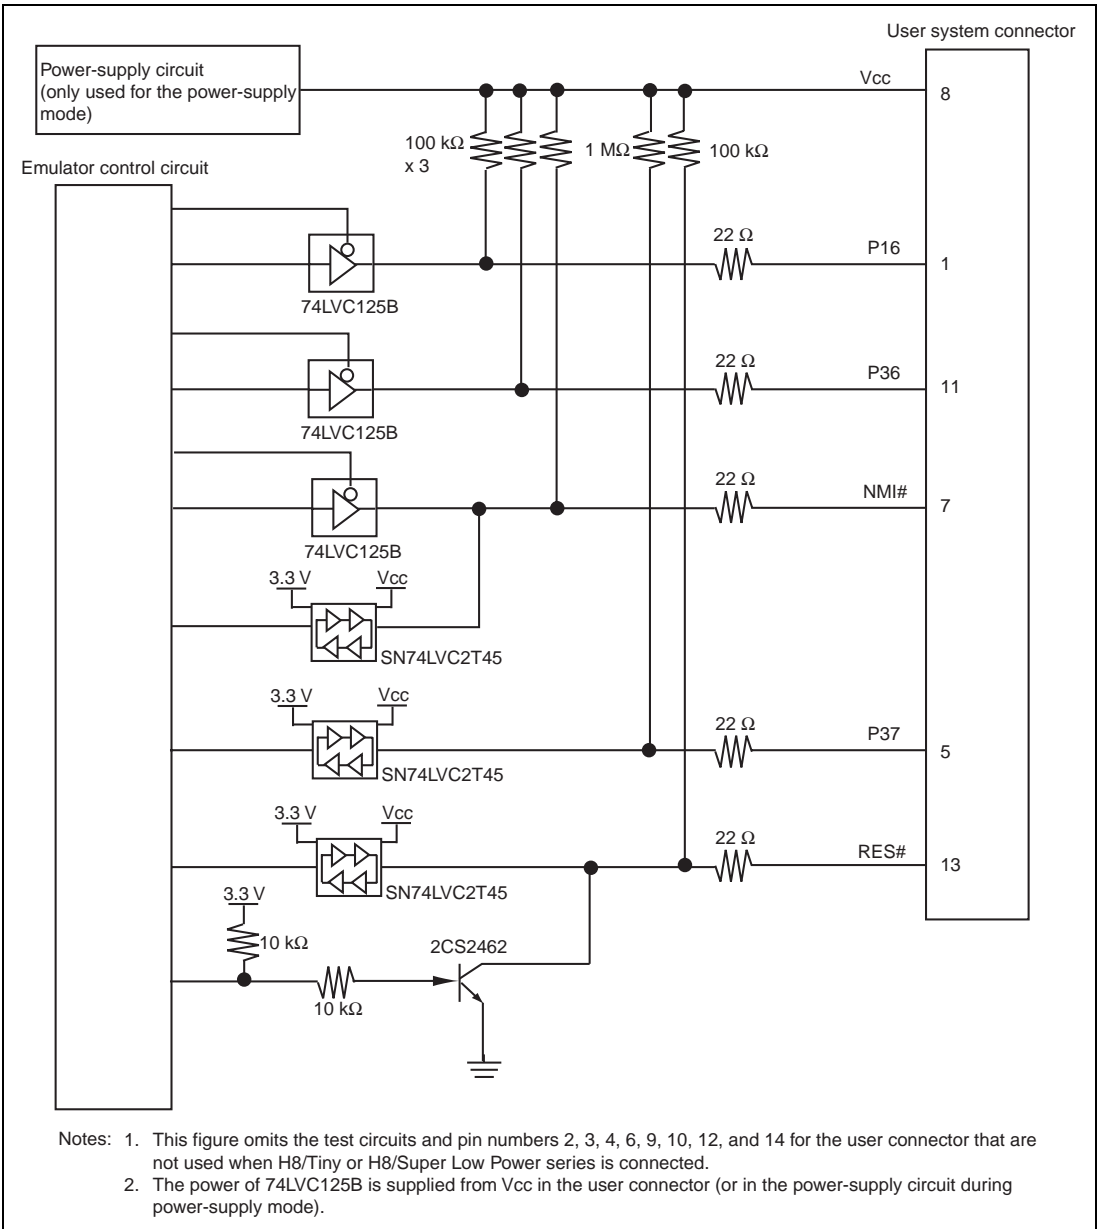 User system connector
Power-supply circuit
(only used for the power-supply
mode)
Vcc
8
100 kΩ
x 3
1 MΩ
100 kΩ
Emulator control circuit
22 Ω
P16
1
74LVC125B
22 Ω
P36
11
74LVC125B
22 Ω
NMI#
7
74LVC125B
3.3 V
Vcc
SN74LVC2T45
3.3 V
Vcc
22 Ω
P37
5
SN74LVC2T45
3.3 V
Vcc
22 Ω
RES#
13
SN74LVC2T45
3.3 V
10 kΩ
2CS2462
10 kΩ
Notes: 1. This figure omits the test circuits and pin numbers 2, 3, 4, 6, 9, 10, 12, and 14 for the user connector that are
not used when H8/Tiny or H8/Super Low Power series is connected.
2. The power of 74LVC125B is supplied from Vcc in the user connector (or in the power-supply circuit during
power-supply mode).